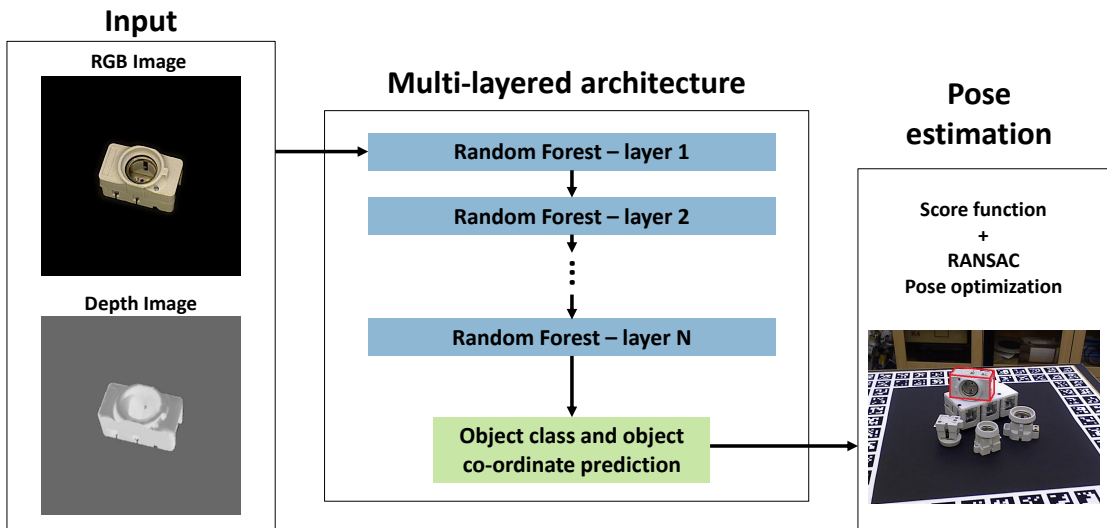 Input
RGB Image
Depth Image
Multi-layered architecture
Random Forest – layer 1
Random Forest – layer 2
Random Forest – layer N
Object class and object
co-ordinate prediction
Pose
estimation
Score function
+
RANSAC
Pose optimization